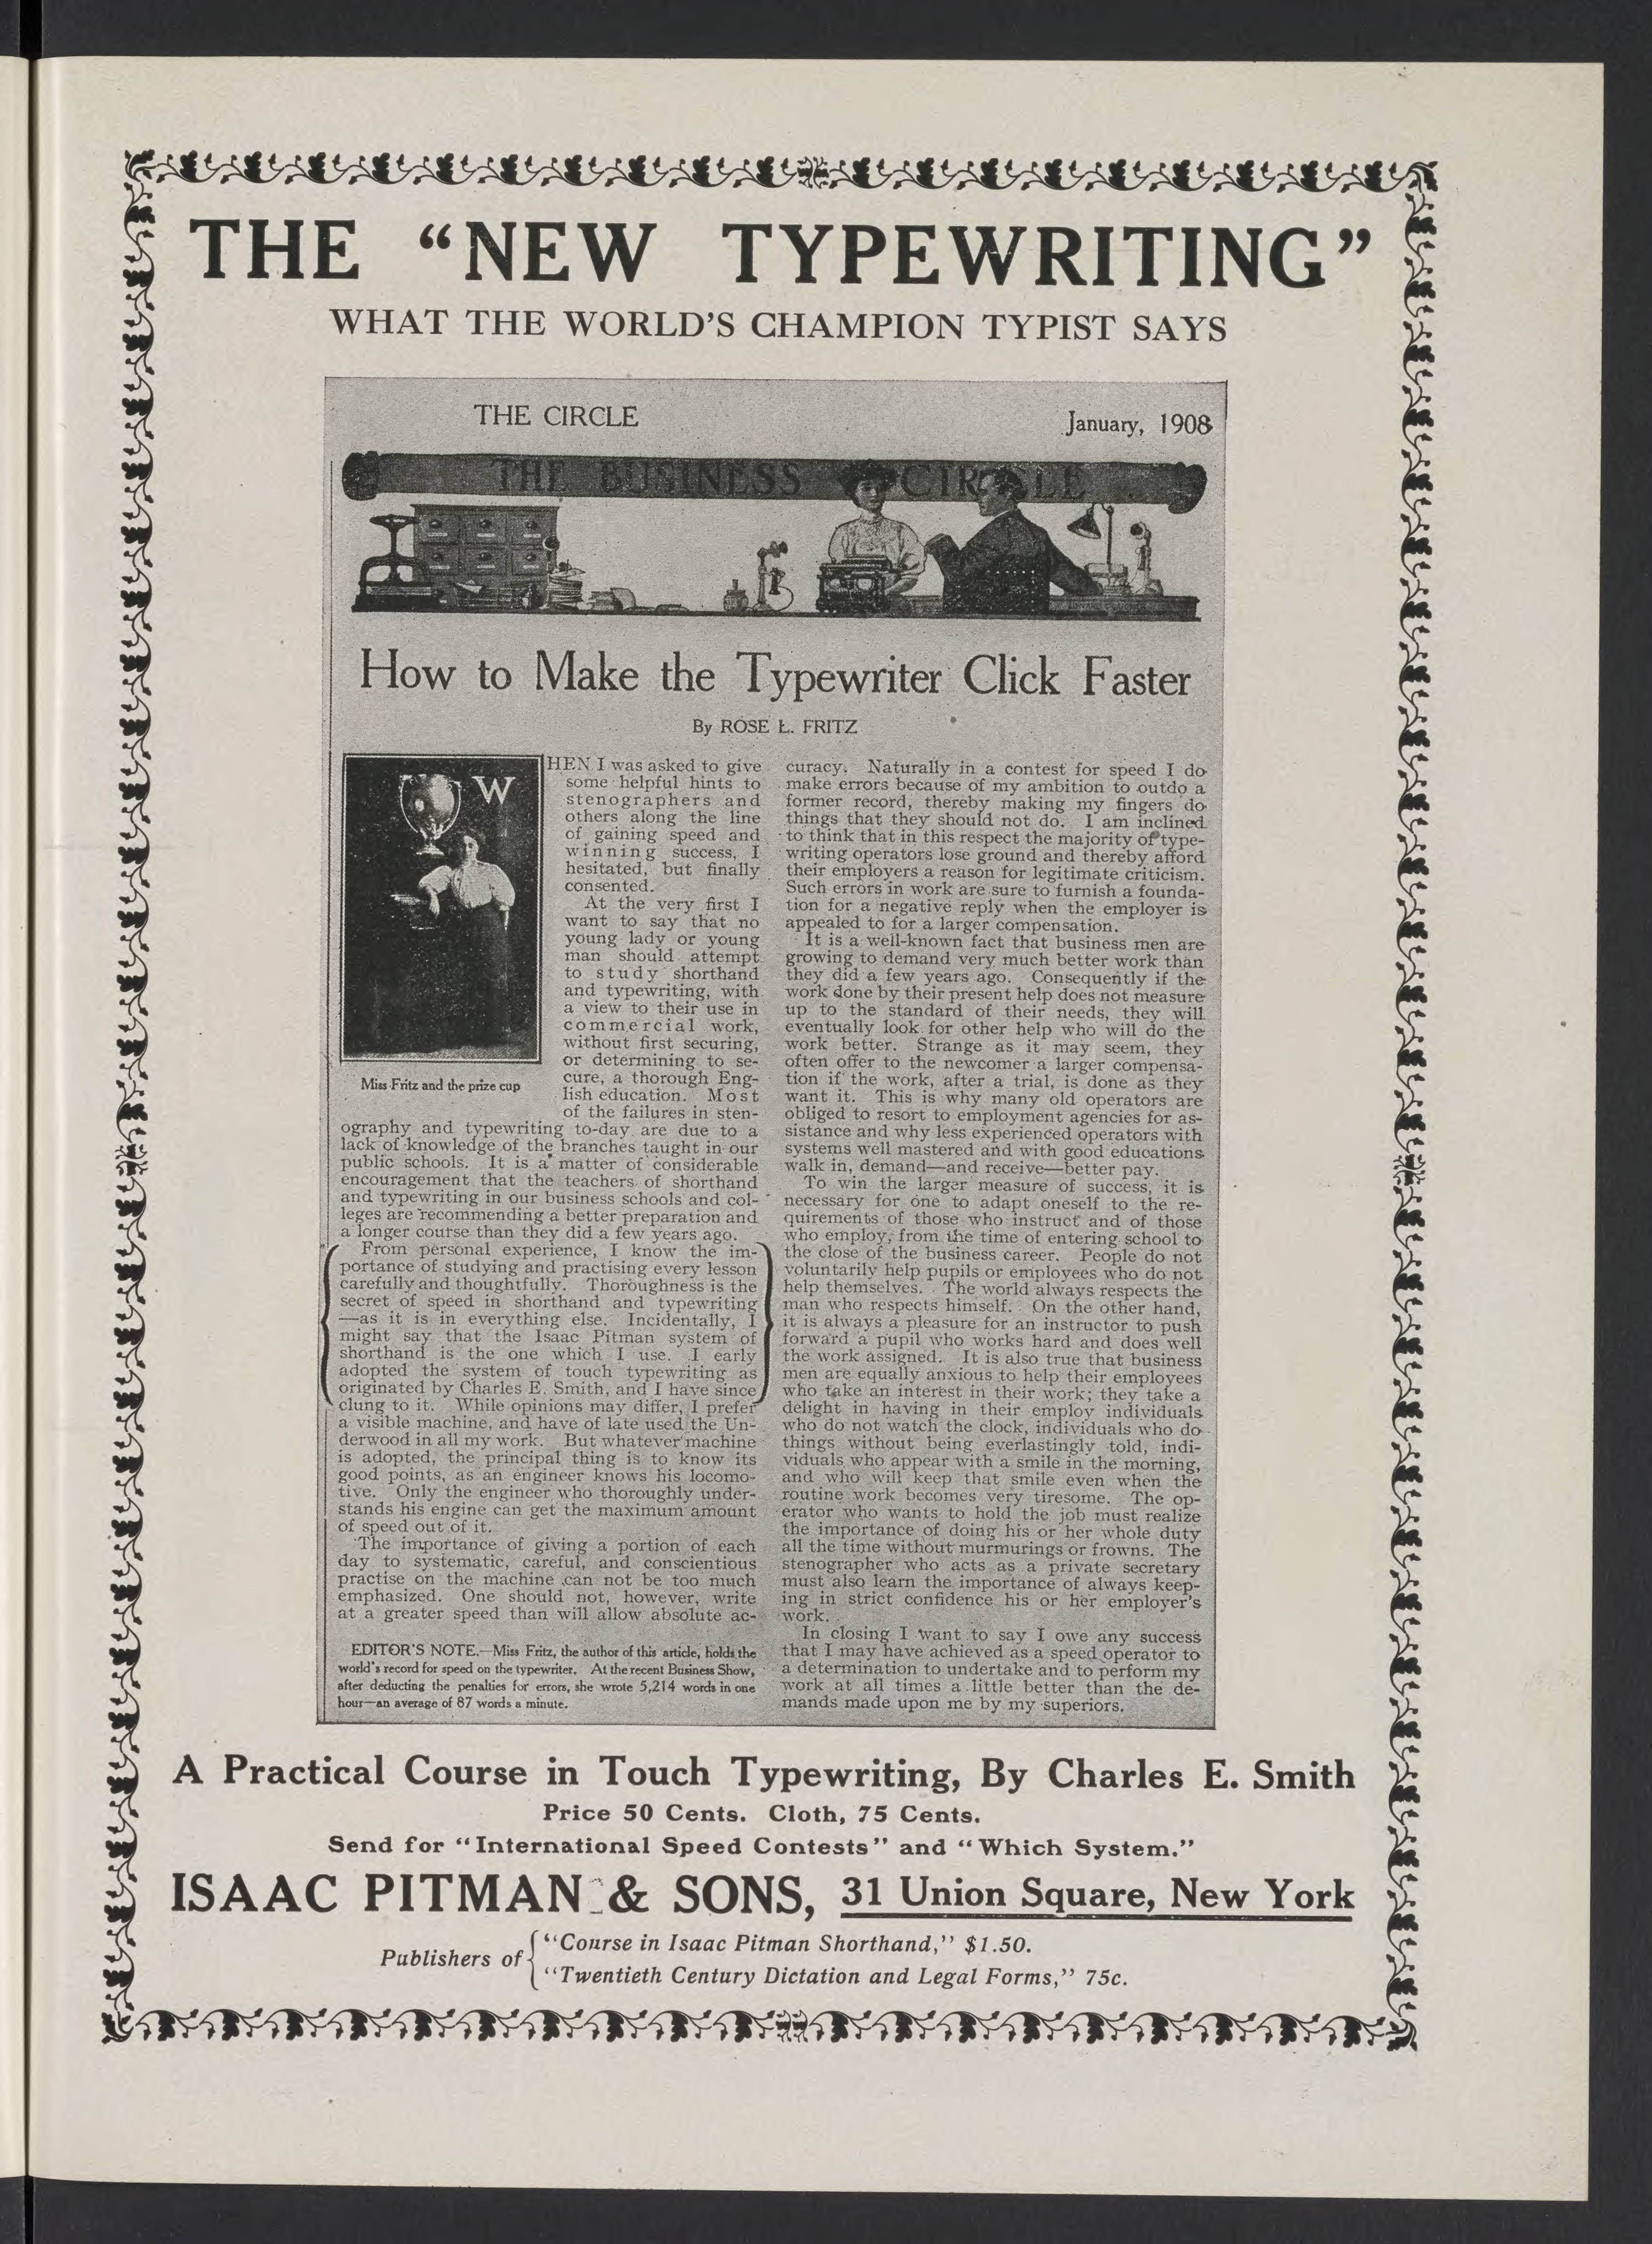 THE “NEW TYPEWRITING”
WHAT THE WORLD'S CHAMPION TYPIST SAYS
THE CIRCLE
January, 1908
THE BUSINESS CIRCLE
How to Make the Typewriter Click Faster
By ROSE L. FRITZ
Miss Fritz and the prize cup
WHEN I was asked to give
some helpful hints to
stenographers and
others along the line
of gaining speed and
winning success, I
hesitated, but finally
consented.
At the very first I
want to say that no
young lady or young
man should attempt
to study shorthand
and typewriting, with
a view to their use in
commercial work,
without first securing,
or determining to se-
cure, a thorough Eng-
lish education. Most
of the failures in sten-
ography and typewriting to-day are due to a
lack of knowledge of the branches taught in our
public schools. It is a matter of considerable
encouragement that the teachers of shorthand
and typewriting in our business schools and col-
leges are recommending a better preparation and
a longer course than they did a few years ago.
From personal experience, I know the im-
portance of studying and practising every lesson
carefully and thoughtfully. Thoroughness is the
secret of speed in shorthand and typewriting
—as it is in everything else. Incidentally, I
might say that the Isaac Pitman system of
shorthand is the one which I use. I early
adopted the system of touch typewriting as
originated by Charles E. Smith, and I have since
clung to it. While opinions may differ, I prefer
a visible machine, and have of late used the Un-
derwood in all my work. But whatever machine
is adopted, the principal thing is to know its
good points, as an engineer knows his locomo-
tive. Only the engineer who thoroughly under-
stands his engine can get the maximum amount
of speed out of it.
The importance of giving a portion of each
day to systematic, careful, and conscientious
practise on the machine can not be too much
emphasized. One should not, however, write
at a greater speed than will allow absolute ac-
EDITOR'S NOTE.—Miss Fritz, the author of this article, holds the
world's record for speed on the typewriter. At the recent Business Show,
after deducting the penalties for errors, she wrote 5,214 words in one
hour—an average of 87 words a minute.
curacy. Naturally in a contest for speed I do
make errors because of my ambition to outdo a
former record, thereby making my fingers do
things that they should not do. I am inclined
to think that in this respect the majority of type-
writing operators lose ground and thereby afford
their employers a reason for legitimate criticism.
Such errors in work are sure to furnish a founda-
tion for a negative reply when the employer is
appealed to for a larger compensation.
It is a well-known fact that business men are
growing to demand very much better work than
they did a few years ago. Consequently if the
work done by their present help does not measure
up to the standard of their needs, they will
eventually look for other help who will do the
work better. Strange as it may seem, they
often offer to the newcomer a larger compensa-
tion if the work, after a trial, is done as they
want it. This is why many old operators are
obliged to resort to employment agencies for as-
sistance and why less experienced operators with
systems well mastered and with good educations
walk in, demand—and receive—better pay.
To win the larger measure of success, it is
necessary for one to adapt oneself to the re-
quirements of those who instruct and of those
who employ, from the time of entering school to
the close of the business career. People do not
voluntarily help pupils or employees who do not
help themselves. The world always respects the
man who respects himself. On the other hand,
it is always a pleasure for an instructor to push
forward a pupil who works hard and does well
the work assigned. It is also true that business
men are equally anxious to help their employees
who take an interest in their work; they take a
delight in having in their employ individuals
who do not watch the clock, individuals who do
things without being everlastingly told, indi-
viduals who appear with a smile in the morning,
and who will keep that smile even when the
routine work becomes very tiresome. The op-
erator who wants to hold the job must realize
the importance of doing his or her whole duty
all the time without murmurings or frowns. The
stenographer who acts as a private secretary
must also learn the importance of always keep-
ing in strict confidence his or her employer's
work.
In closing I want to say I owe any success
that I may have achieved as a speed operator to
a determination to undertake and to perform my
work at all times a little better than the de-
mands made upon me by my superiors.
A Practical Course in Touch Typewriting, By Charles E. Smith
Price 50 Cents. Cloth, 75 Cents.
Send for “International Speed Contests” and “Which System.”
ISAAC PITMAN & SONS, 31 Union Square, New York
Publishers of { “Course in Isaac Pitman Shorthand,” $1.50.
“Twentieth Century Dictation and Legal Forms,” 75c.